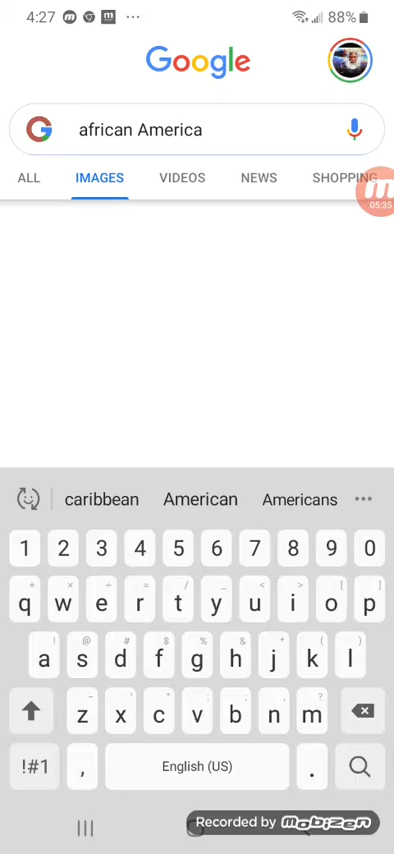 4:27 88%
Google
african America
ALL IMAGES VIDEOS NEWS SHOPPING
05:35
caribbean American Americans
1 2 3 4 5 6 7 8 9 0
q w e r t y u i o p
a s d f g h j k l
z x c v b n m
!#1 , English (US) .
Recorded by mobizen